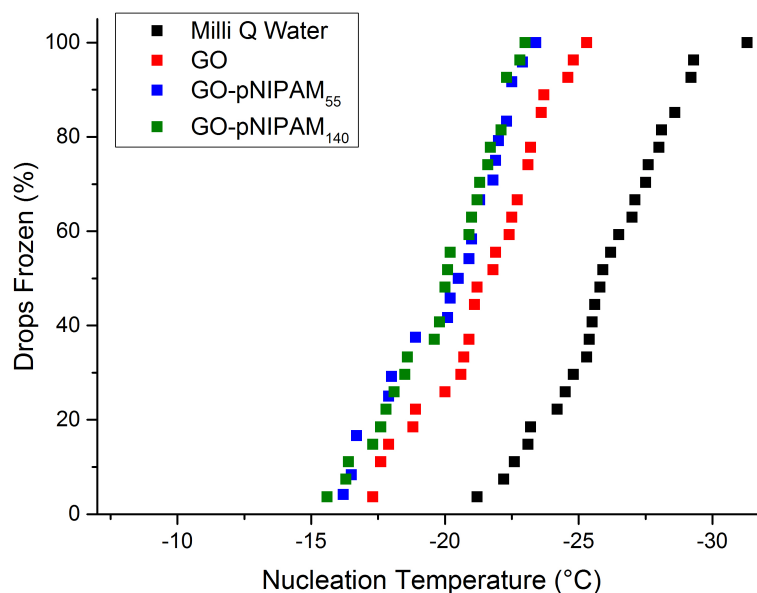 Milli Q Water
GO
GO-pNIPAM₅₅
GO-pNIPAM₁₄₀
100
80
60
40
20
0
Drops Frozen (%)
-10
-15
-20
-25
-30
Nucleation Temperature (°C)